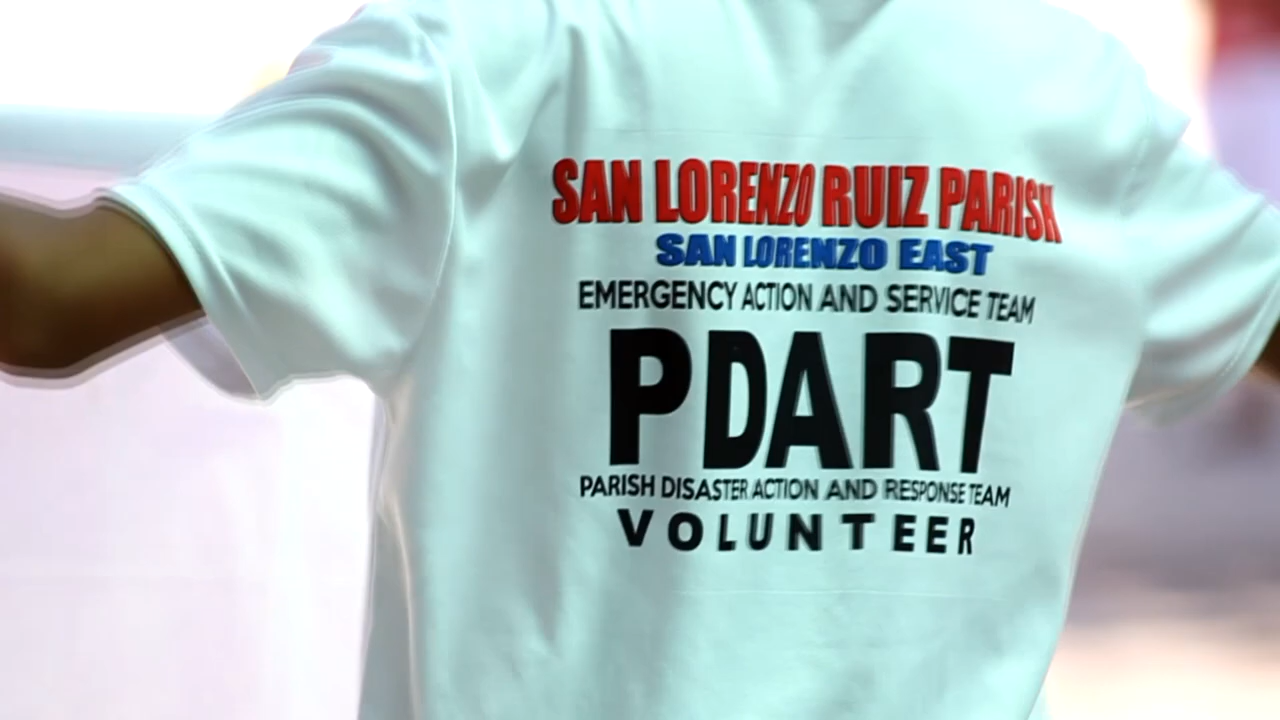 SAN LORENZO RUIZ PARISH
SAN LORENZO EAST
EMERGENCY ACTION AND SERVICE TEAM
PDART
PARISH DISASTER ACTION AND RESPONSE TEAM
VOLUNTEER